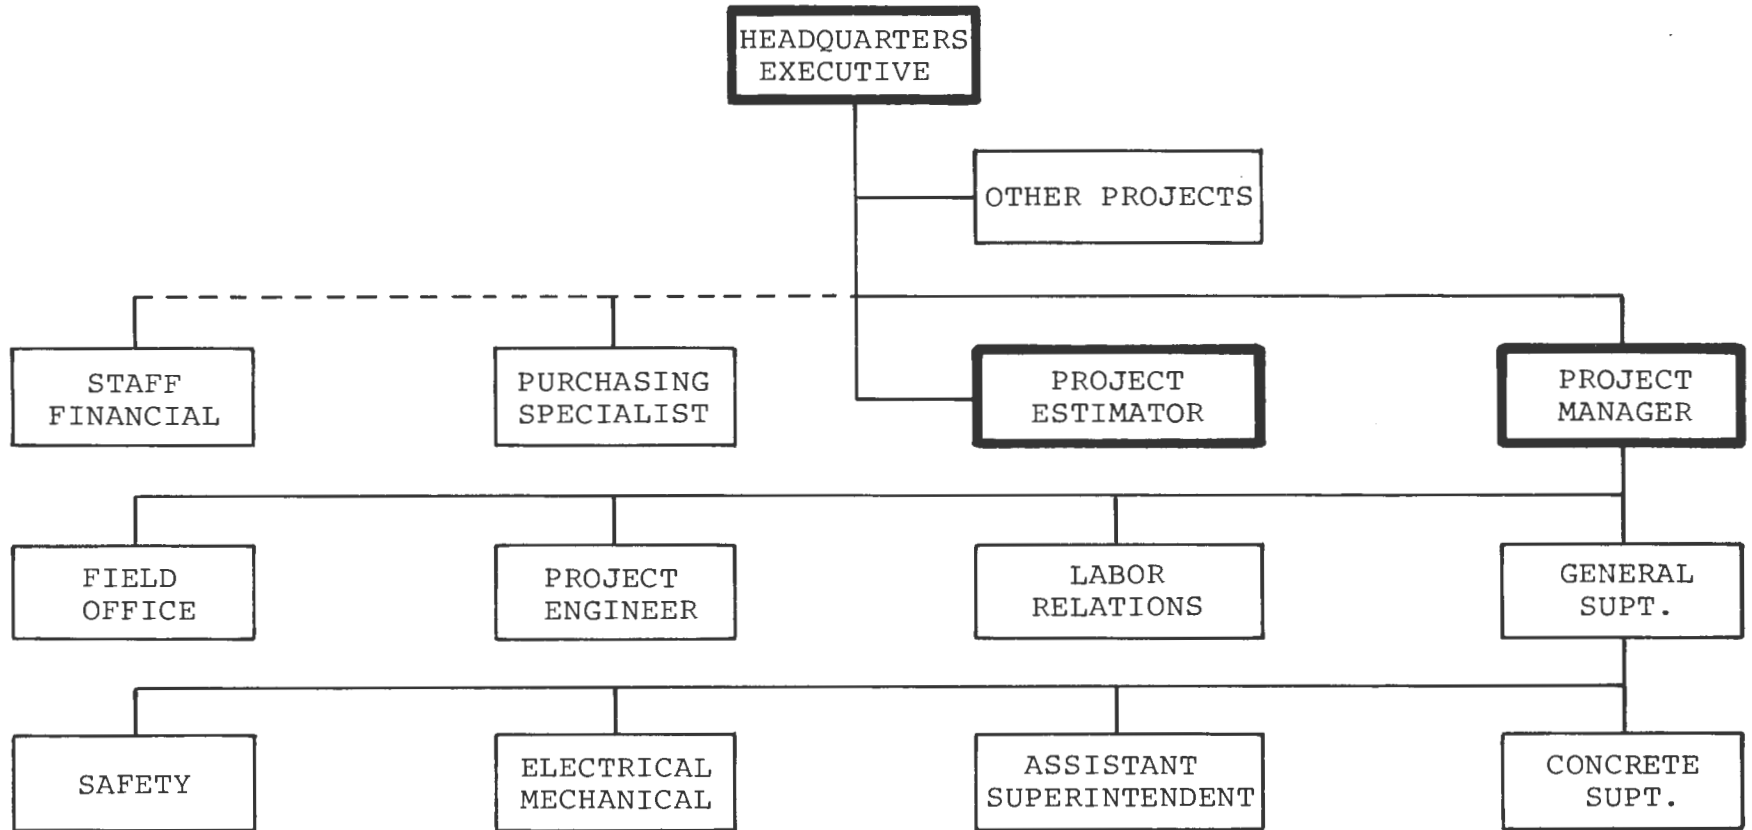 HEADQUARTERS
EXECUTIVE
OTHER PROJECTS
STAFF
FINANCIAL
PURCHASING
SPECIALIST
PROJECT
ESTIMATOR
PROJECT
MANAGER
FIELD
OFFICE
PROJECT
ENGINEER
LABOR
RELATIONS
GENERAL
SUPT.
SAFETY
ELECTRICAL
MECHANICAL
ASSISTANT
SUPERINTENDENT
CONCRETE
SUPT.